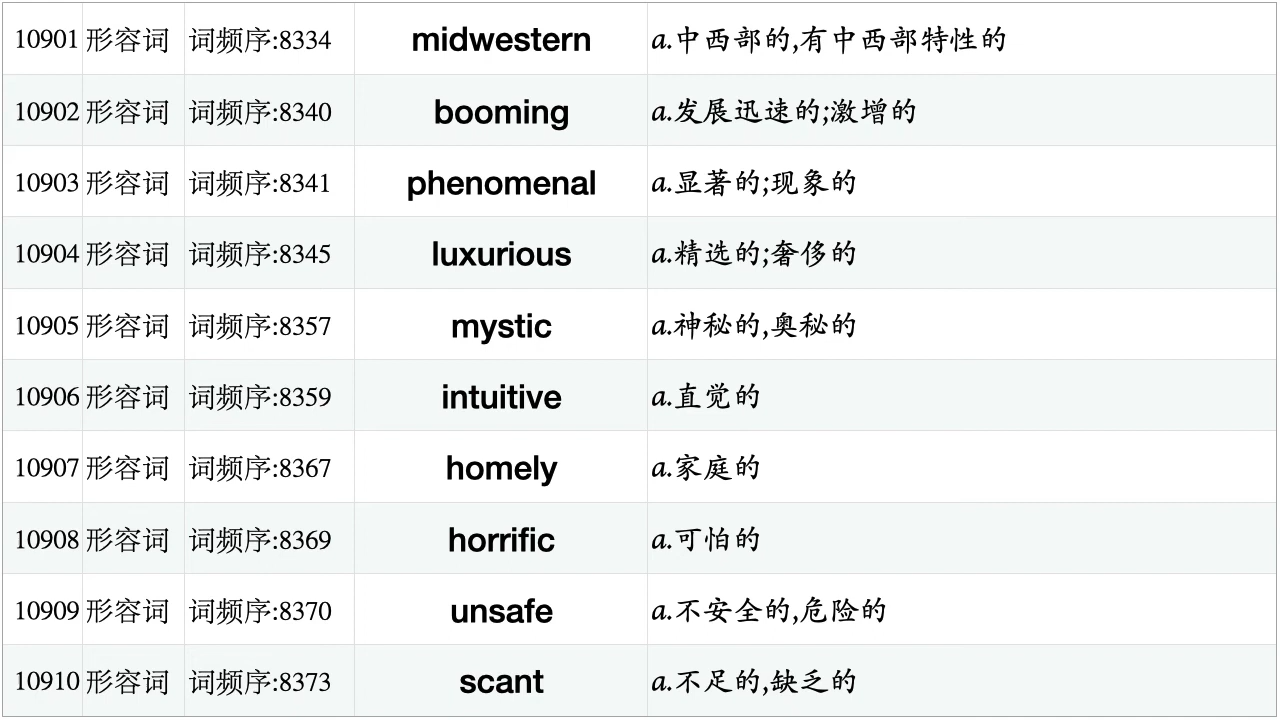 10901 形容词 词频序:8334 midwestern a.中西部的,有中西部特性的
10902 形容词 词频序:8340 booming a.发展迅速的;激增的
10903 形容词 词频序:8341 phenomenal a.显著的;现象的
10904 形容词 词频序:8345 luxurious a.精选的;奢侈的
10905 形容词 词频序:8357 mystic a.神秘的,奥秘的
10906 形容词 词频序:8359 intuitive a.直觉的
10907 形容词 词频序:8367 homely a.家庭的
10908 形容词 词频序:8369 horrific a.可怕的
10909 形容词 词频序:8370 unsafe a.不安全的,危险的
10910 形容词 词频序:8373 scant a.不足的,缺乏的